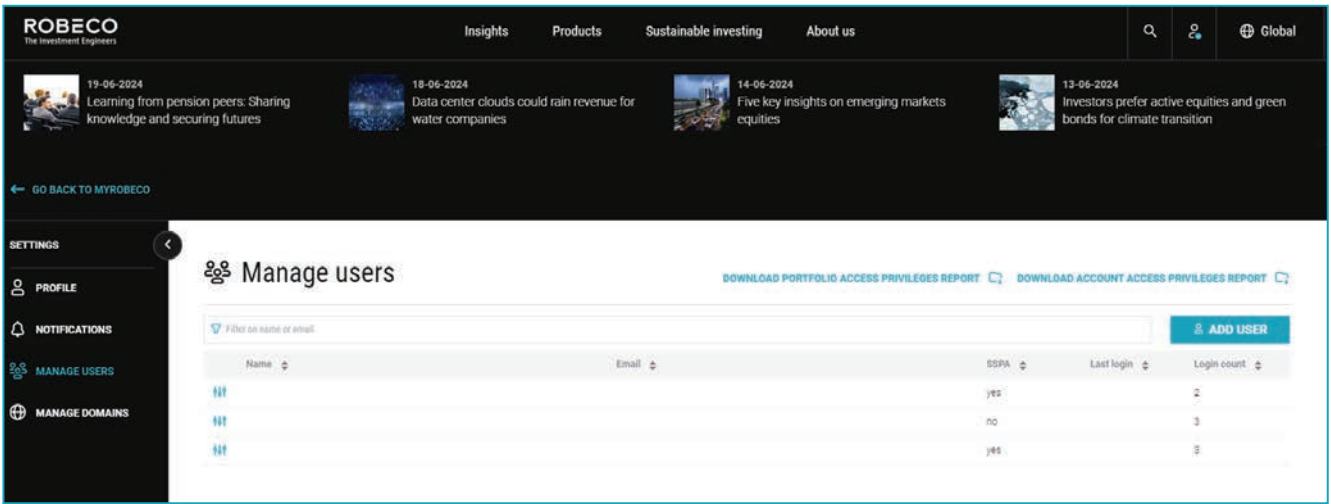 ROBECO
The Investment Engineers
Insights Products Sustainable investing About us Global
19-06-2024
Learning from pension peers: Sharing
knowledge and securing futures
18-06-2024
Data center clouds could rain revenue for
water companies
14-06-2024
Five key insights on emerging markets
equities
13-06-2024
Investors prefer active equities and green
bonds for climate transition
GO BACK TO MYROBECO
SETTINGS
PROFILE
NOTIFICATIONS
MANAGE USERS
MANAGE DOMAINS
Manage users
DOWNLOAD PORTFOLIO ACCESS PRIVILEGES REPORT DOWNLOAD ACCOUNT ACCESS PRIVILEGES REPORT
Filter on name or email
ADD USER
Name Email SSPA Last login Login count
yes 2
no 3
yes 3